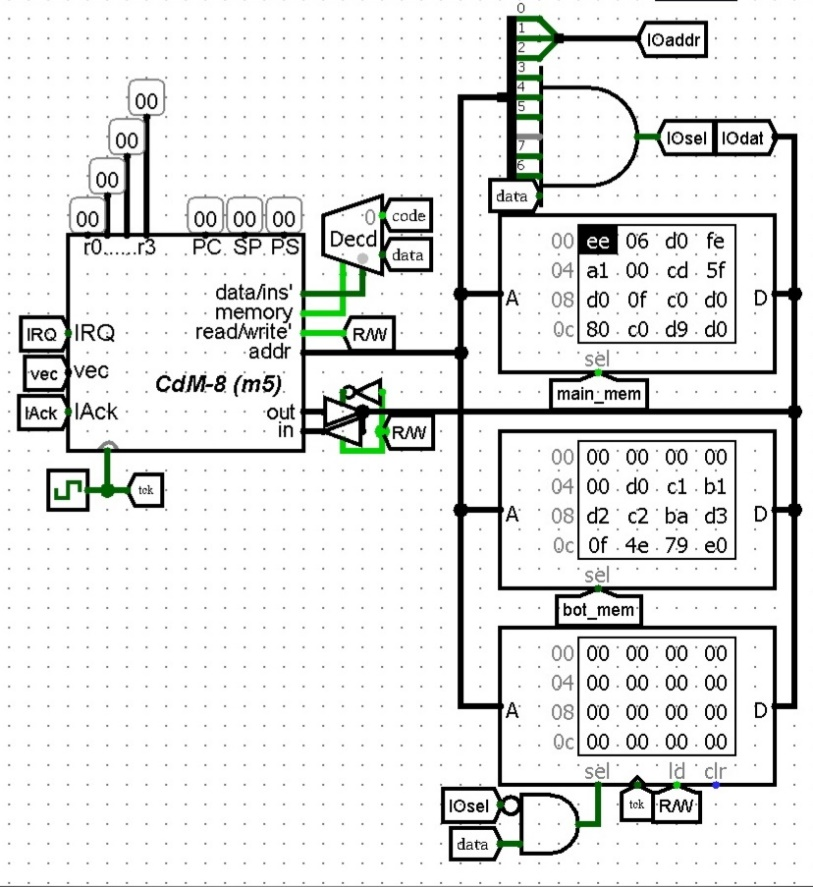 0
1
2
3
4
5
7
6
IOaddr
IOsel IOdat
data
00
00
00
00
00 00 00
r0......r3 PC SP PS
0
Decd
code
data
data/ins'
memory
read/write'
R/W
addr
IRQ IRQ
vec vec
IAck IAck
CdM-8 (m5)
out
in
R/W
tck
00 ee 06 d0 fe
04 a1 00 cd 5f
A 08 d0 0f c0 d0 D
0c 80 c0 d9 d0
sel
main_mem
00 00 00 00 00
04 00 d0 c1 b1
A 08 d2 c2 ba d3 D
0c 0f 4e 79 e0
sel
bot_mem
00 00 00 00 00
04 00 00 00 00
A 08 00 00 00 00 D
0c 00 00 00 00
sel ld clr
IOsel
tck R/W
data